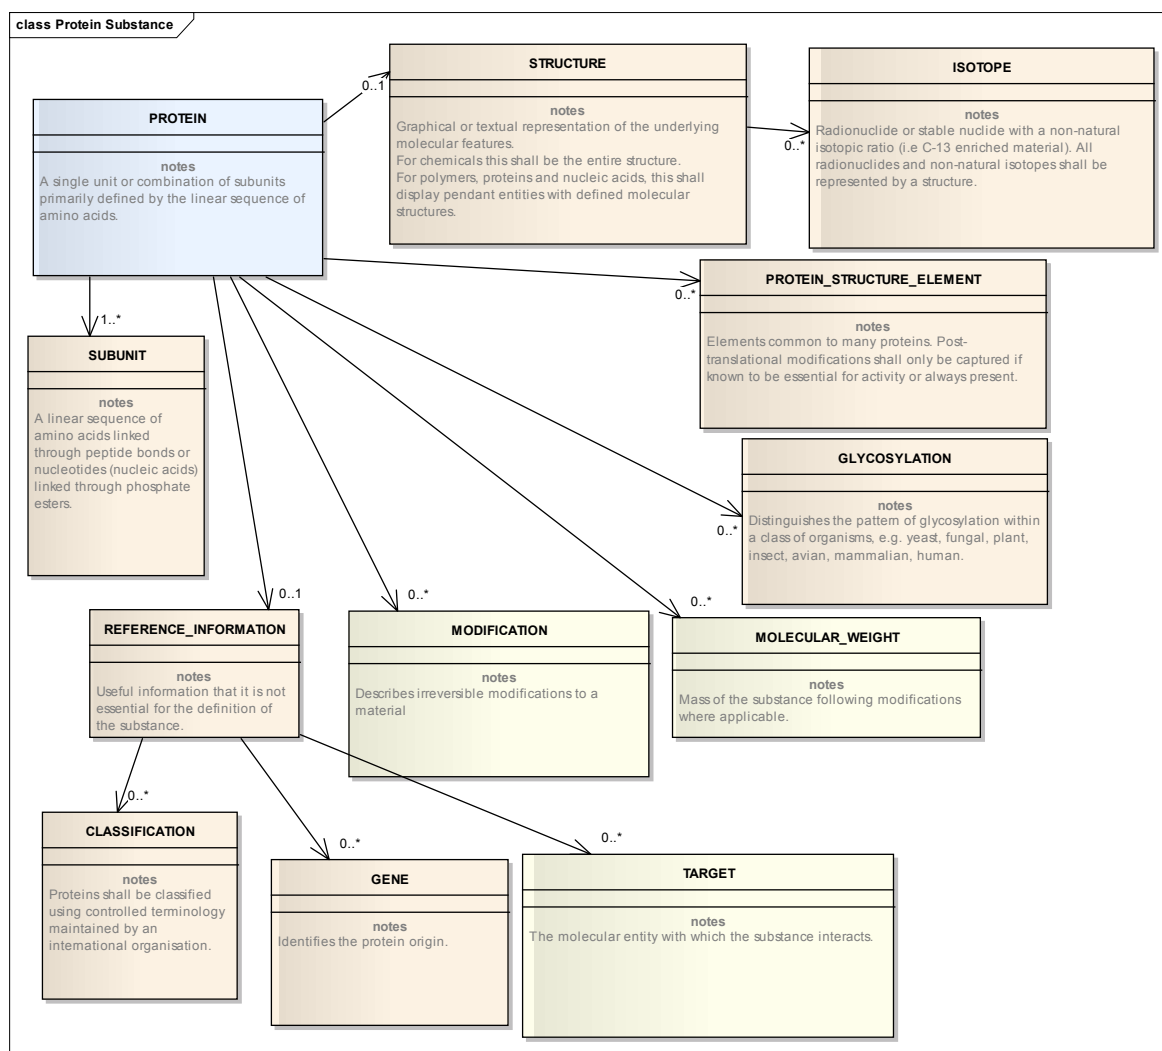 class Protein Substance
STRUCTURE
notes
Graphical or textual representation of the underlying
molecular features.
For chemicals this shall be the entire structure.
For polymers, proteins and nucleic acids, this shall
display pendant entities with defined molecular
structures.
ISOTOPE
notes
Radionuclide or stable nuclide with a non-natural
isotopic ratio (i.e C-13 enriched material). All
radionuclides and non-natural isotopes shall be
represented by a structure.
PROTEIN
notes
A single unit or combination of subunits
primarily defined by the linear sequence of
amino acids.
0..1
0..*
PROTEIN_STRUCTURE_ELEMENT
notes
Elements common to many proteins. Post-
translational modifications shall only be captured if
known to be essential for activity or always present.
0..*
1..*
SUBUNIT
notes
A linear sequence of
amino acids linked
through peptide bonds or
nucleotides (nucleic acids)
linked through phosphate
esters.
GLYCOSYLATION
notes
Distinguishes the pattern of glycosylation within
a class of organisms, e.g. yeast, fungal, plant,
insect, avian, mammalian, human.
0..*
0..1
0..*
0..*
REFERENCE_INFORMATION
notes
Useful information that it is not
essential for the definition of
the substance.
MODIFICATION
notes
Describes irreversible modifications to a
material
MOLECULAR_WEIGHT
notes
Mass of the substance following modifications
where applicable.
0..*
0..*
0..*
CLASSIFICATION
notes
Proteins shall be classified
using controlled terminology
maintained by an
international organisation.
GENE
notes
Identifies the protein origin.
TARGET
notes
The molecular entity with which the substance interacts.